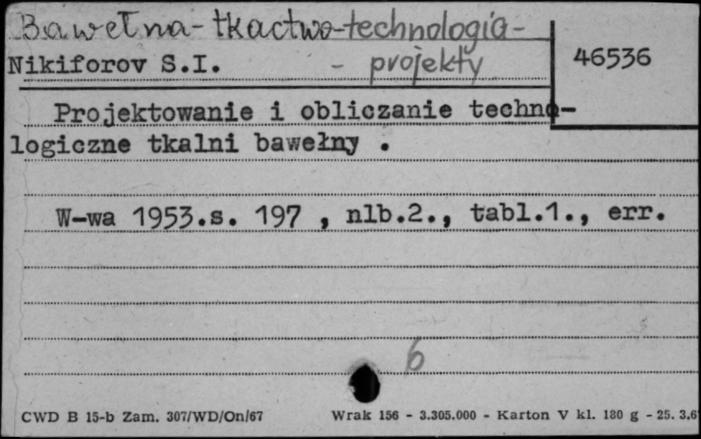 Bawełna-tkactwo-technologia-
- projekty
Nikiforov S.I.
46536
Projektowanie i obliczanie techno-
logiczne tkalni bawełny .
W-wa 1953.s. 197 , nlb.2., tabl.1., err.
6
CWD B 15-b Zam. 307/WD/On/67 Wrak 156 - 3.305.000 - Karton V kl. 180 g - 25. 3,6